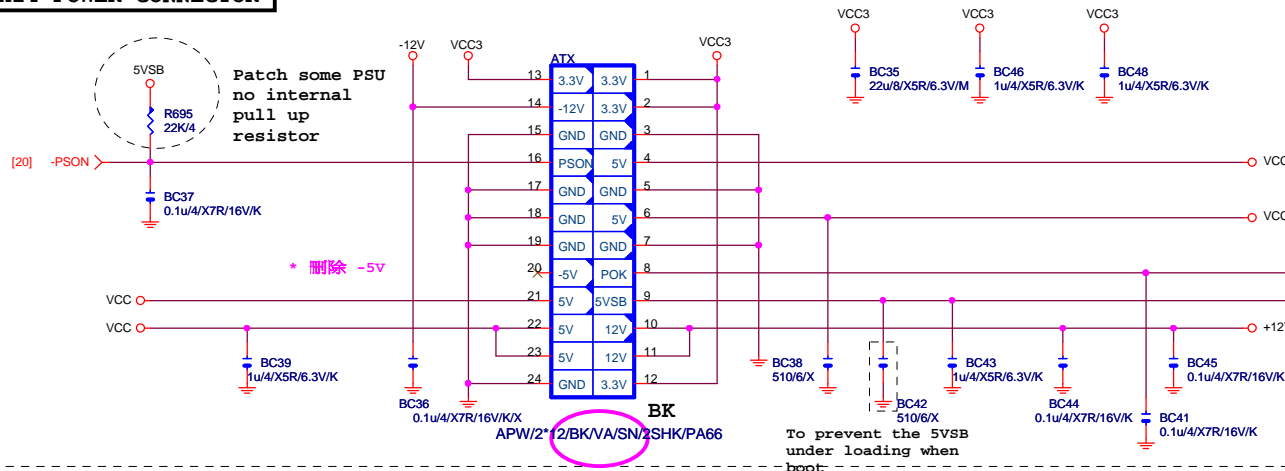 VCC3
VCC3
VCC3
BC35
22u/8/X5R/6.3V/M
BC46
1u/4/X5R/6.3V/K
BC48
1u/4/X5R/6.3V/K
5VSB
R695
22K/4
Patch some PSU
no internal
pull up
resistor
-12V
VCC3
VCC3
ATX
13 3.3V 3.3V 1
14 -12V 3.3V 2
15 GND GND 3
16 PSON 5V 4
17 GND GND 5
18 GND 5V 6
19 GND GND 7
20 -5V POK 8
21 5V 5VSB 9
22 5V 12V 10
23 5V 12V 11
24 GND 3.3V 12
[20] -PSON
BC37
0.1u/4/X7R/16V/K
* 删除 -5V
VCC
VCC
BC39
1u/4/X5R/6.3V/K
BC36
0.1u/4/X7R/16V/K/X
BK
APW/2*12/BK/VA/SN/2SHK/PA66
BC38
510/6/X
BC42
510/6/X
BC43
1u/4/X5R/6.3V/K
BC44
0.1u/4/X7R/16V/K
BC45
0.1u/4/X7R/16V/K
BC41
0.1u/4/X7R/16V/K
To prevent the 5VSB
under loading when
boot
VCC
VCC
+12V